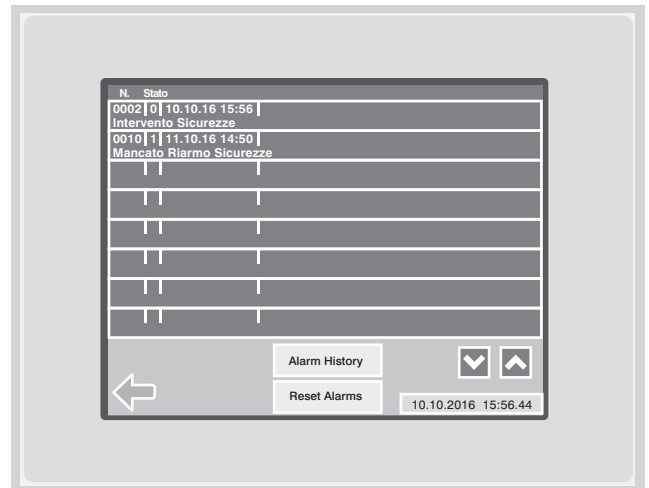 N. Stato
0002 0 10.10.16 15:56
Intervento Sicurezze
0010 1 11.10.16 14:50
Mancato Riarmo Sicurezze
Alarm History
Reset Alarms
10.10.2016 15:56.44